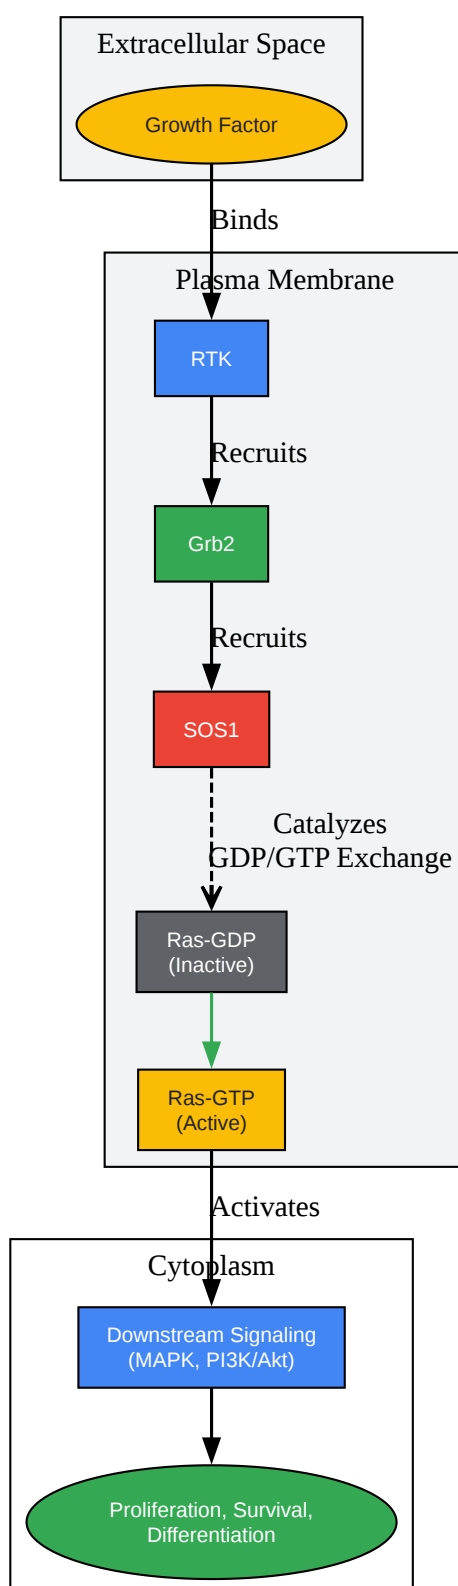 Extracellular Space
Growth Factor
Binds
Plasma Membrane
RTK
Recruits
Grb2
Recruits
SOS1
Catalyzes
GDP/GTP Exchange
Ras-GDP
(Inactive)
Ras-GTP
(Active)
Activates
Cytoplasm
Downstream Signaling
(MAPK, PI3K/Akt)
Proliferation, Survival,
Differentiation